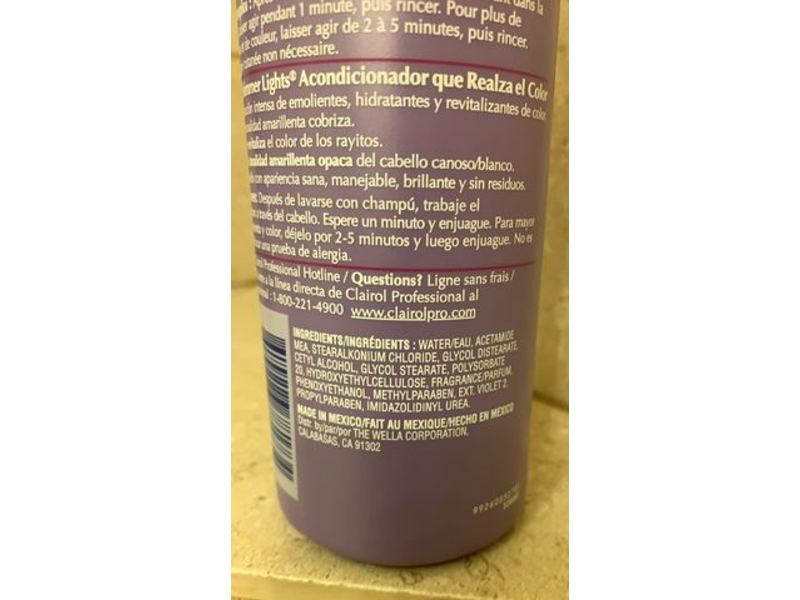 : Après
agir pendant 1 minute, puis rincer. Pour plus de
de couleur, laisser agir de 2 à 5 minutes, puis rincer.
cutanée non nécessaire.
mmer Lights® Acondicionador que Realza el Color
intensa de emolientes, hidratantes y revitalizantes de color
amarillenta cobriza.
el color de los rayitos.
amarillenta opaca del cabello canoso/blanco.
con apariencia sana, manejable, brillante y sin residuos.
Después de lavarse con champú, trabaje el
a través del cabello. Espere un minuto y enjuague. Para mayor
y color, déjelo por 2-5 minutos y luego enjuague. No es
una prueba de alergia.
Professional Hotline / Questions? Ligne sans frais /
a la línea directa de Clairol Professional al
: 1-800-221-4900 www.clairolpro.com
INGREDIENTS/INGRÉDIENTS : WATER/EAU, ACETAMIDE
MEA, STEARALKONIUM CHLORIDE, GLYCOL DISTEARATE,
CETYL ALCOHOL, GLYCOL STEARATE, POLYSORBATE
20, HYDROXYETHYLCELLULOSE, FRAGRANCE/PARFUM,
PHENOXYETHANOL, METHYLPARABEN, EXT. VIOLET 2,
PROPYLPARABEN, IMIDAZOLIDINYL UREA.
MADE IN MEXICO/FAIT AU MEXIQUE/HECHO EN MEXICO
Distr. by/par/por THE WELLA CORPORATION,
CALABASAS, CA 91302